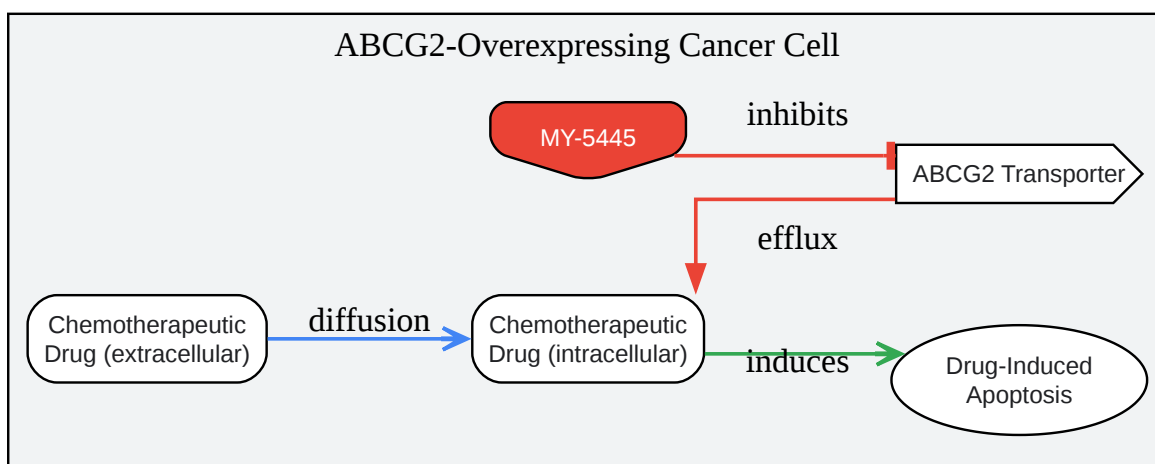 ABCG2-Overexpressing Cancer Cell
inhibits
MY-5445
ABCG2 Transporter
efflux
Chemotherapeutic
Drug (extracellular)
diffusion
Chemotherapeutic
Drug (intracellular)
induces
Drug-Induced
Apoptosis